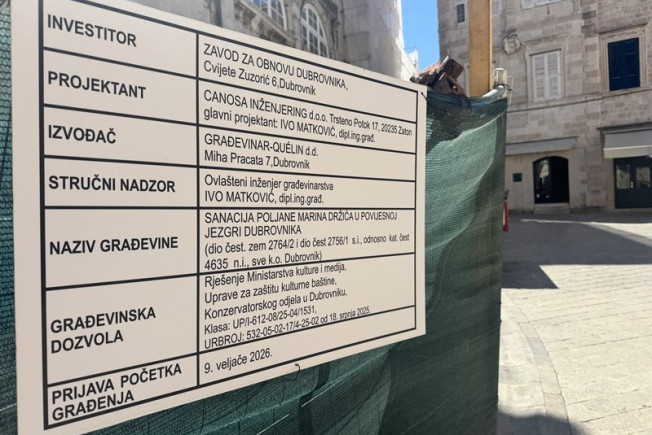 INVESTITOR
ZAVOD ZA OBNOVU DUBROVNIKA,
Cvijete Zuzorić 6,Dubrovnik
PROJEKTANT
CANOSA INŽENJERING d.o.o. Trsteno Potok 17, 20235 Zaton
glavni projektant: IVO MATKOVIĆ, dipl.ing.građ.
IZVOĐAČ
GRAĐEVINAR-QUÉLIN d.d.
Miha Pracata 7,Dubrovnik
STRUČNI NADZOR
Ovlašteni inženjer građevinarstva
IVO MATKOVIĆ, dipl.ing.građ.
NAZIV GRAĐEVINE
SANACIJA POLJANE MARINA DRŽIĆA U POVIJESNOJ
JEZGRI DUBROVNIKA
(dio čest. zem 2764/2 i dio čest 2756/1 s.i., odnosno kat. čest
4635 n.i., sve k.o. Dubrovnik)
GRAĐEVINSKA
DOZVOLA
Rješenje Ministarstva kulture i medija,
Uprave za zaštitu kulturne baštine,
Konzervatorskog odjela u Dubrovniku,
Klasa: UP/I-612-08/25-04/1531,
URBROJ: 532-05-02-17/4-25-02 od 18. srpnja 2025.
PRIJAVA POČETKA
GRAĐENJA
9. veljače 2026.